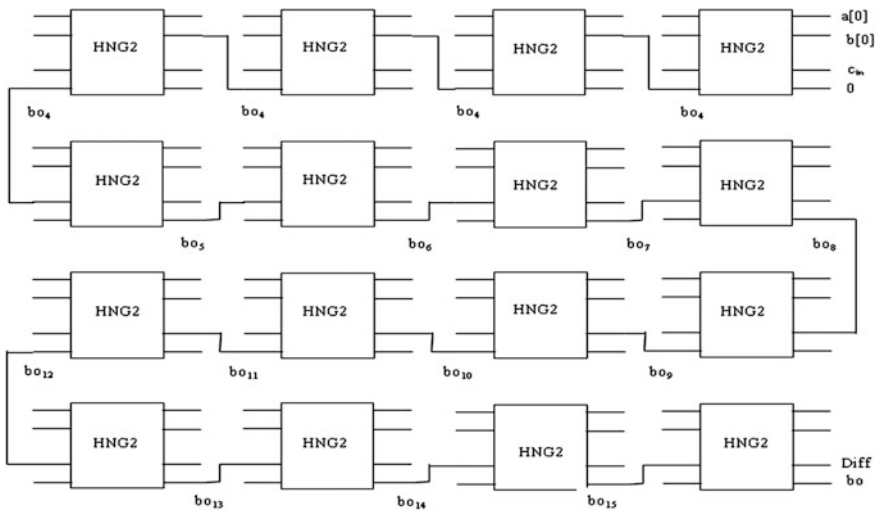 HNG2 HNG2 HNG2 HNG2 a[0]
b[0]
c_in
0
bo₄ bo₄ bo₄ bo₄
HNG2 HNG2 HNG2 HNG2
bo₅ bo₆ bo₇ bo₈
HNG2 HNG2 HNG2 HNG2
bo₁₂ bo₁₁ bo₁₀ bo₉
HNG2 HNG2 HNG2 HNG2
Diff
bo
bo₁₃ bo₁₄ bo₁₅